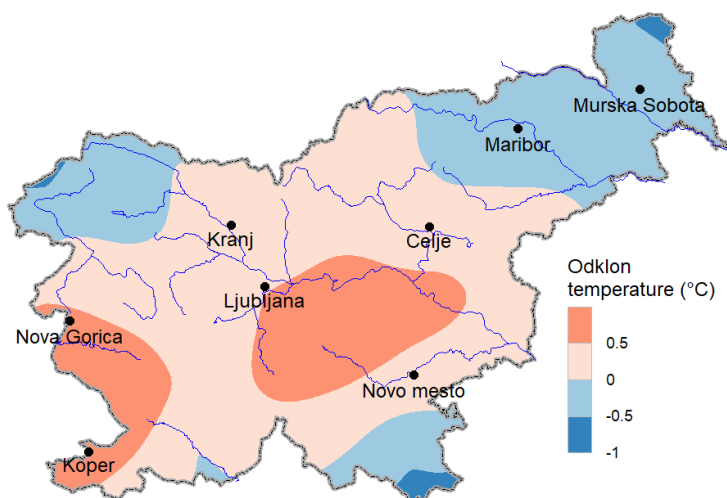 Murska Sobota
Maribor
Kranj
Celje
Ljubljana
Nova Gorica
Novo mesto
Koper
Odklon
temperature (°C)
0.5
0
-0.5
-1